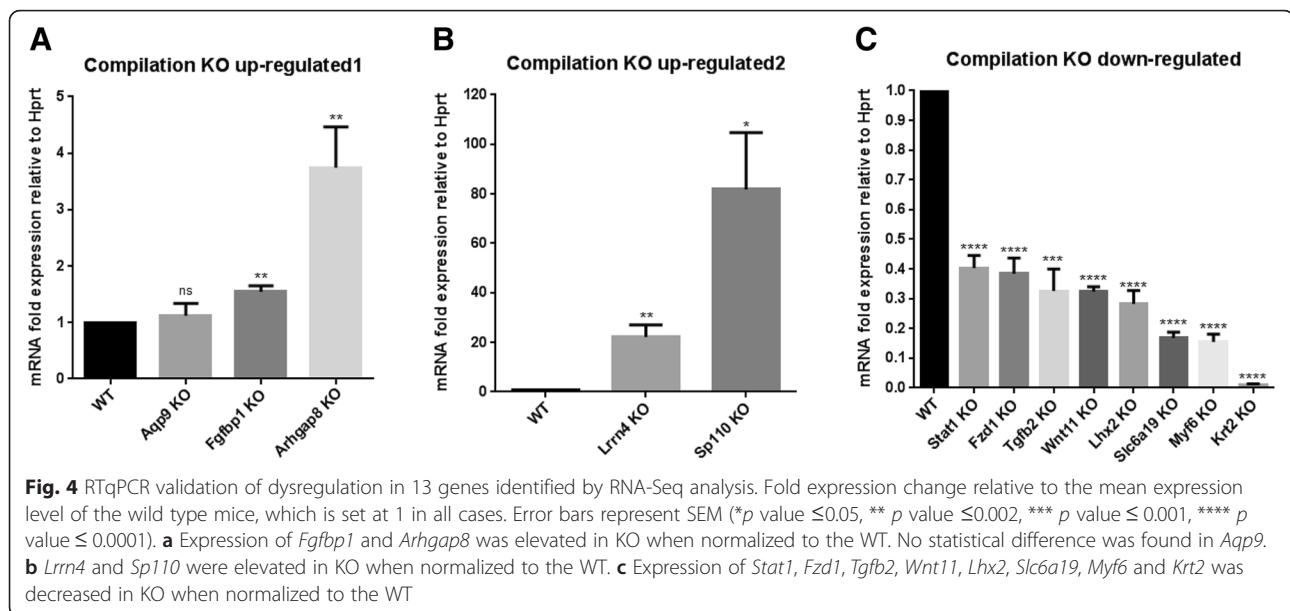 A
Compilation KO up-regulated1
mRNA fold expression relative to Hprt
5
4
3
2
1
0
ns
**
**
WT
Aqp9 KO
Fgfbp1 KO
Arhgap8 KO
B
Compilation KO up-regulated2
mRNA fold expression relative to Hprt
120
100
80
60
40
20
0
**
*
WT
Lrrn4 KO
Sp110 KO
C
Compilation KO down-regulated
mRNA fold expression relative to Hprt
1.0
0.9
0.8
0.7
0.6
0.5
0.4
0.3
0.2
0.1
0.0
****
****
***
****
****
****
****
****
WT
Stat1 KO
Fzd1 KO
Tgfb2 KO
Wnt11 KO
Lhx2 KO
Slc6a19 KO
Myf6 KO
Krt2 KO
Fig. 4 RTqPCR validation of dysregulation in 13 genes identified by RNA-Seq analysis. Fold expression change relative to the mean expression
level of the wild type mice, which is set at 1 in all cases. Error bars represent SEM (*p value ≤0.05, ** p value ≤0.002, *** p value ≤ 0.001, **** p
value ≤ 0.0001). a Expression of Fgfbp1 and Arhgap8 was elevated in KO when normalized to the WT. No statistical difference was found in Aqp9.
b Lrrn4 and Sp110 were elevated in KO when normalized to the WT. c Expression of Stat1, Fzd1, Tgfb2, Wnt11, Lhx2, Slc6a19, Myf6 and Krt2 was
decreased in KO when normalized to the WT